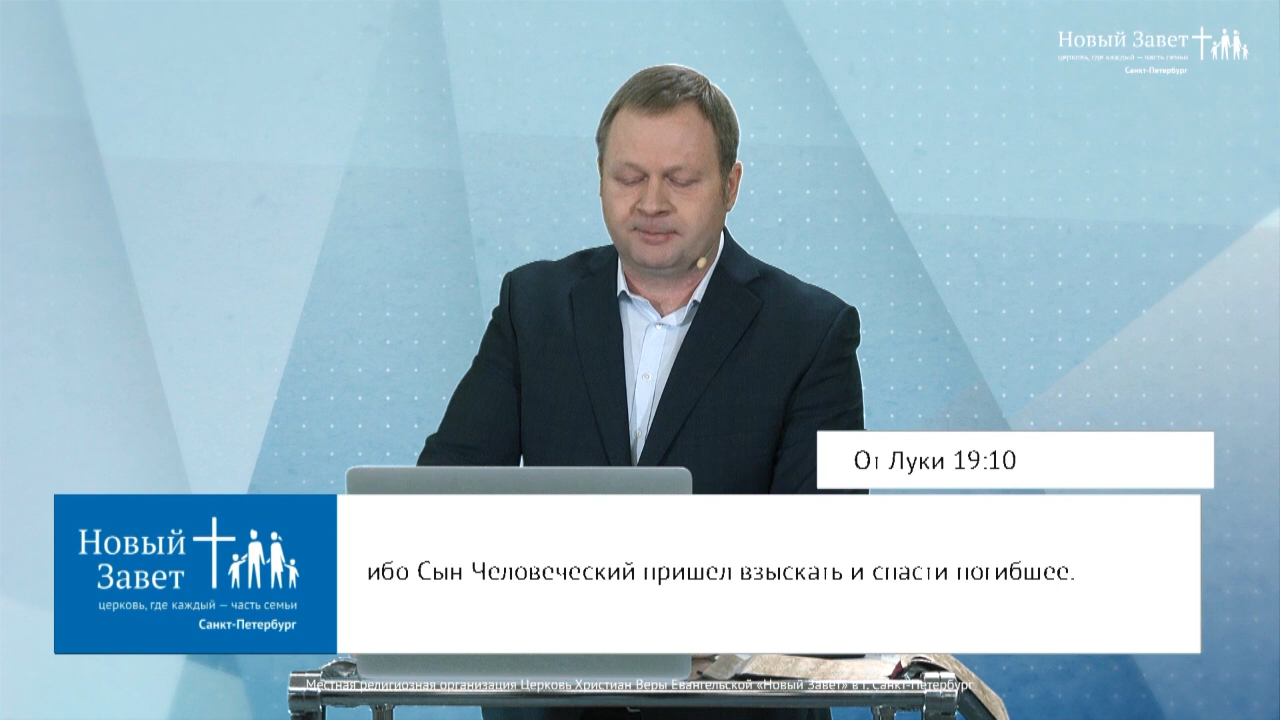 Новый Завет
церковь, где каждый — часть семьи
Санкт-Петербург
От Луки 19:10
Новый
Завет
церковь, где каждый — часть семьи
Санкт-Петербург
ибо Сын Человеческий пришел взыскать и спасти погибшее.
Местная религиозная организация Церковь Христиан Веры Евангельской «Новый Завет» в г. Санкт-Петербург